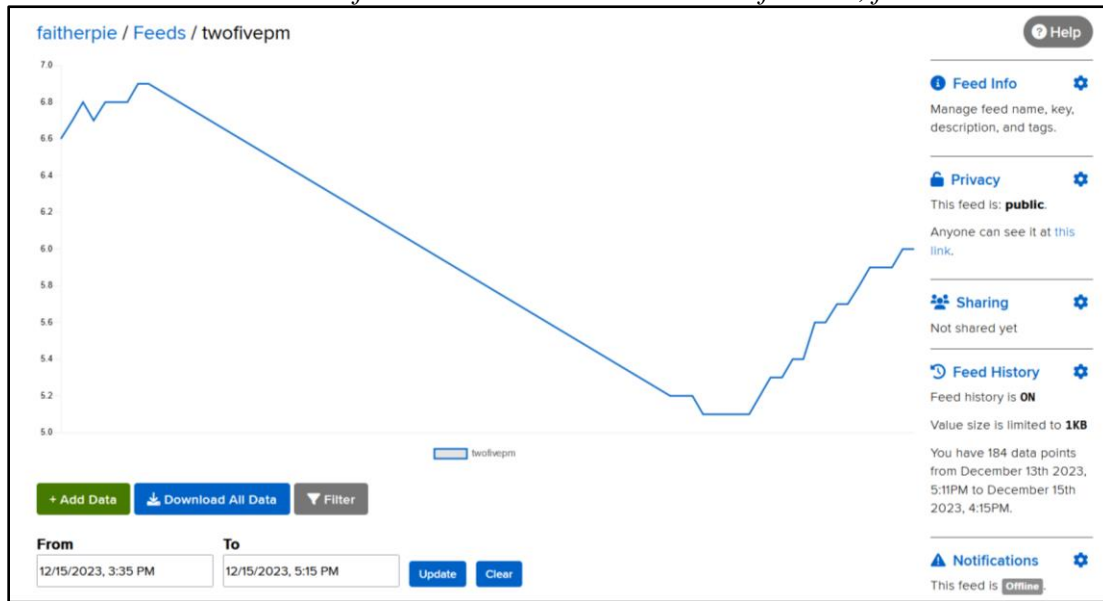 faitherpie / Feeds / twofivepm
Help
7.0
6.8
6.6
6.4
6.2
6.0
5.8
5.6
5.4
5.2
5.0
twofivepm
+ Add Data
Download All Data
Filter
From
To
12/15/2023, 3:35 PM
12/15/2023, 5:15 PM
Update
Clear
Feed Info
Manage feed name, key,
description, and tags.
Privacy
This feed is: public.
Anyone can see it at this
link.
Sharing
Not shared yet
Feed History
Feed history is ON
Value size is limited to 1KB
You have 184 data points
from December 13th 2023,
5:11PM to December 15th
2023, 4:15PM.
Notifications
This feed is Offline.